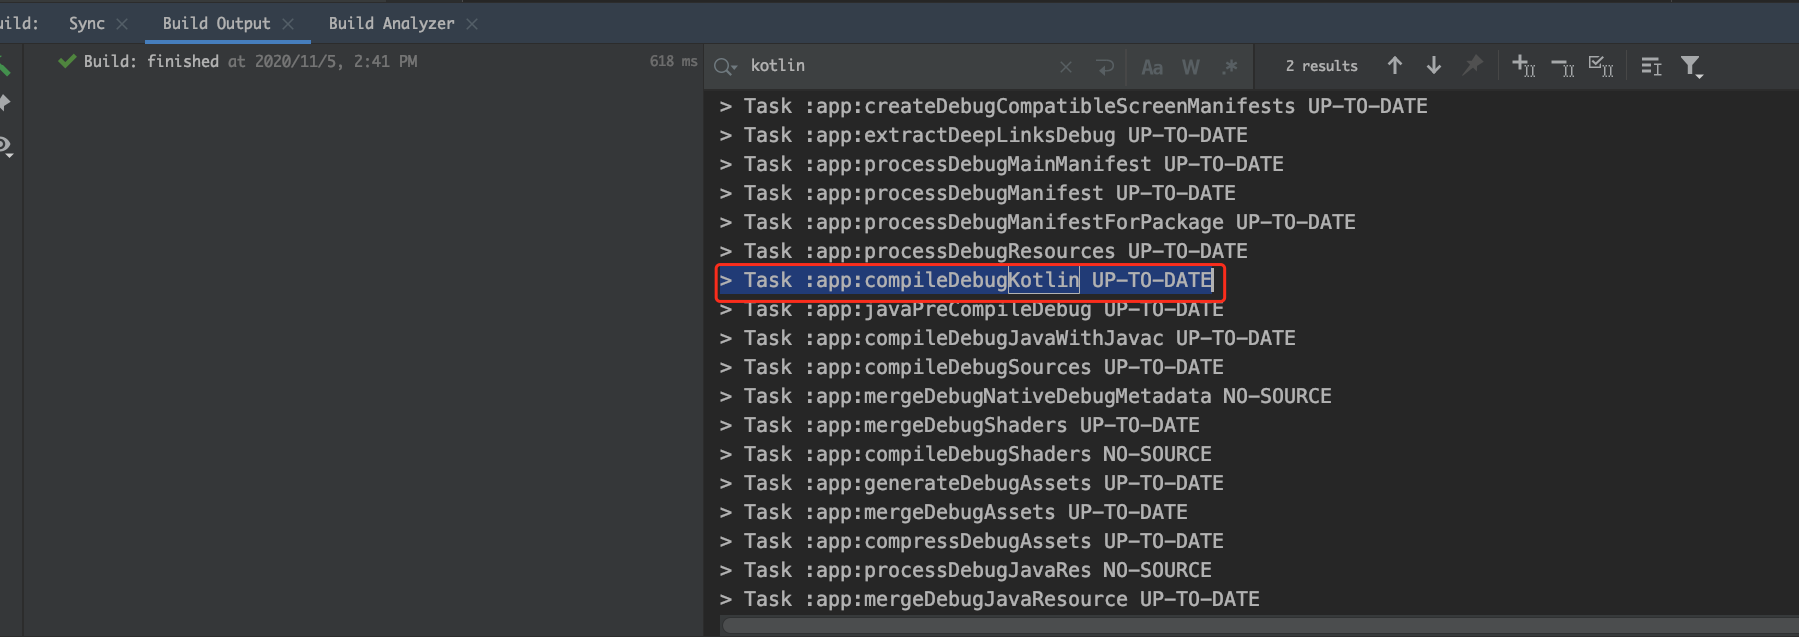 uild: Sync Build Output Build Analyzer
Build: finished at 2020/11/5, 2:41 PM 618 ms
kotlin Aa W .* 2 results
> Task :app:createDebugCompatibleScreenManifests UP-TO-DATE
> Task :app:extractDeepLinksDebug UP-TO-DATE
> Task :app:processDebugMainManifest UP-TO-DATE
> Task :app:processDebugManifest UP-TO-DATE
> Task :app:processDebugManifestForPackage UP-TO-DATE
> Task :app:processDebugResources UP-TO-DATE
> Task :app:compileDebugKotlin UP-TO-DATE
> Task :app:javaPreCompileDebug UP-TO-DATE
> Task :app:compileDebugJavaWithJavac UP-TO-DATE
> Task :app:compileDebugSources UP-TO-DATE
> Task :app:mergeDebugNativeDebugMetadata NO-SOURCE
> Task :app:mergeDebugShaders UP-TO-DATE
> Task :app:compileDebugShaders NO-SOURCE
> Task :app:generateDebugAssets UP-TO-DATE
> Task :app:mergeDebugAssets UP-TO-DATE
> Task :app:compressDebugAssets UP-TO-DATE
> Task :app:processDebugJavaRes NO-SOURCE
> Task :app:mergeDebugJavaResource UP-TO-DATE